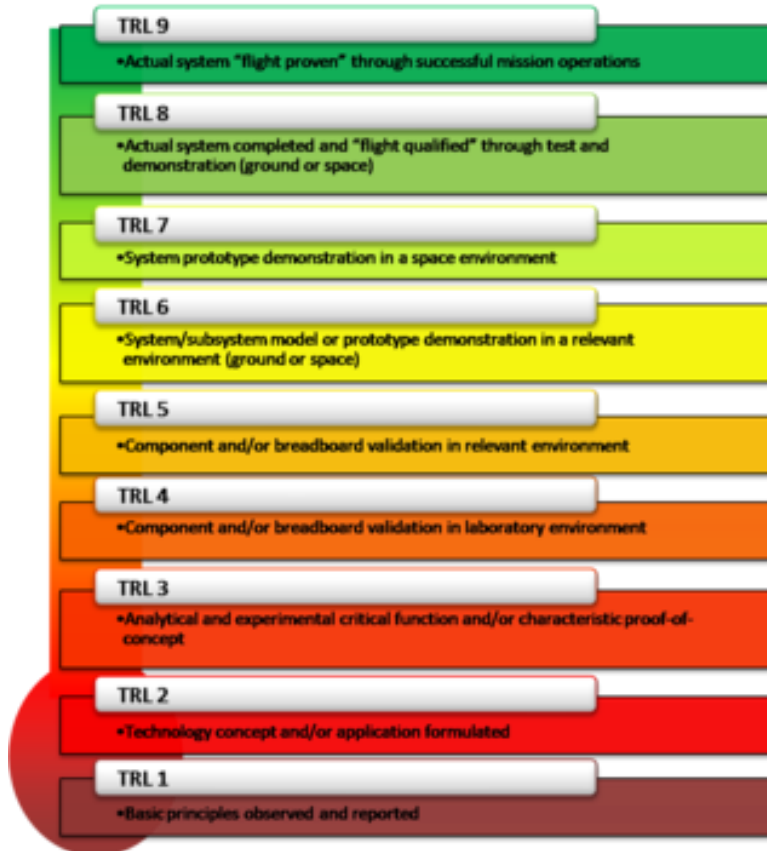 TRL 9
•Actual system “flight proven” through successful mission operations
TRL 8
•Actual system completed and “flight qualified” through test and
demonstration (ground or space)
TRL 7
•System prototype demonstration in a space environment
TRL 6
•System/subsystem model or prototype demonstration in a relevant
environment (ground or space)
TRL 5
•Component and/or breadboard validation in relevant environment
TRL 4
•Component and/or breadboard validation in laboratory environment
TRL 3
•Analytical and experimental critical function and/or characteristic proof-of-
concept
TRL 2
•Technology concept and/or application formulated
TRL 1
•Basic principles observed and reported